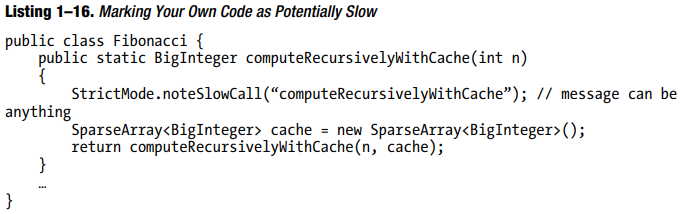 Listing 1–16. Marking Your Own Code as Potentially Slow
public class Fibonacci {
    public static BigInteger computeRecursivelyWithCache(int n)
    {
        StrictMode.noteSlowCall(“computeRecursivelyWithCache”); // message can be
anything
        SparseArray<BigInteger> cache = new SparseArray<BigInteger>();
        return computeRecursivelyWithCache(n, cache);
    }
    …
}